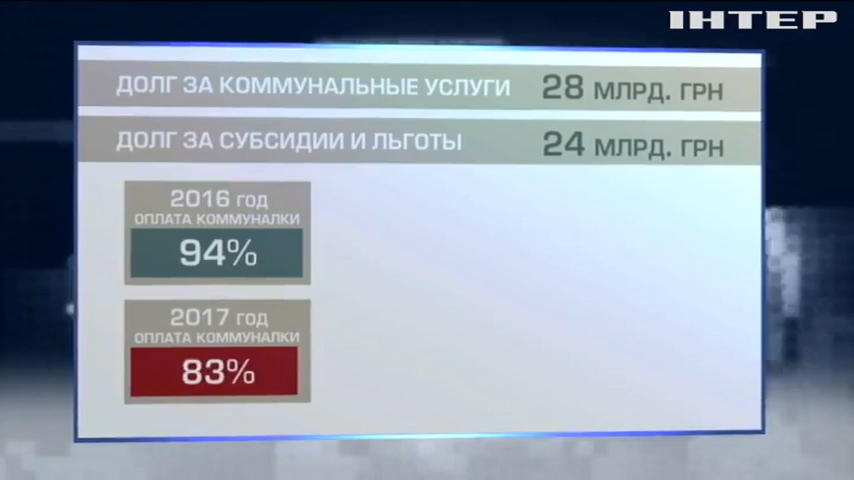 ІНТЕР
ДОЛГ ЗА КОММУНАЛЬНЫЕ УСЛУГИ 28 МЛРД. ГРН
ДОЛГ ЗА СУБСИДИИ И ЛЬГОТЫ 24 МЛРД. ГРН
2016 ГОД
ОПЛАТА КОММУНАЛКИ
94%
2017 ГОД
ОПЛАТА КОММУНАЛКИ
83%